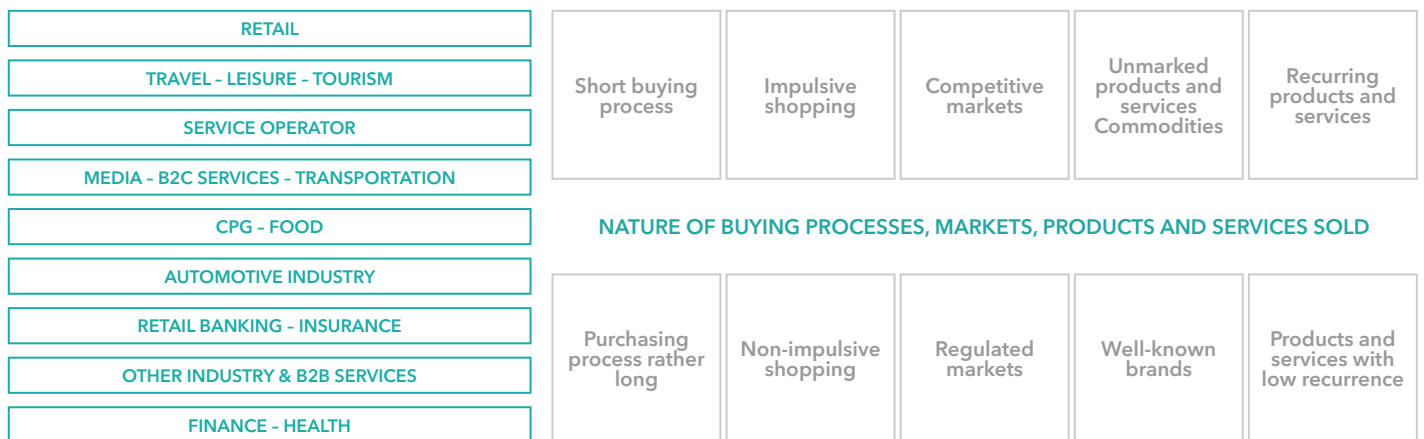 RETAIL
TRAVEL – LEISURE – TOURISM
SERVICE OPERATOR
MEDIA – B2C SERVICES – TRANSPORTATION
CPG – FOOD
AUTOMOTIVE INDUSTRY
RETAIL BANKING – INSURANCE
OTHER INDUSTRY & B2B SERVICES
FINANCE – HEALTH
Short buying
process
Impulsive
shopping
Competitive
markets
Unmarked
products and
services
Commodities
Recurring
products and
services
NATURE OF BUYING PROCESSES, MARKETS, PRODUCTS AND SERVICES SOLD
Purchasing
process rather
long
Non-impulsive
shopping
Regulated
markets
Well-known
brands
Products and
services with
low recurrence